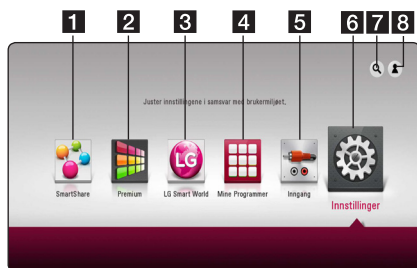 1 2 3 4 5 6 7 8
Juster innstillingene i samsvar med brukermiljøet.
LG
SmartShare Premium LG Smart World Mine Programmer Inngang
Innstillinger